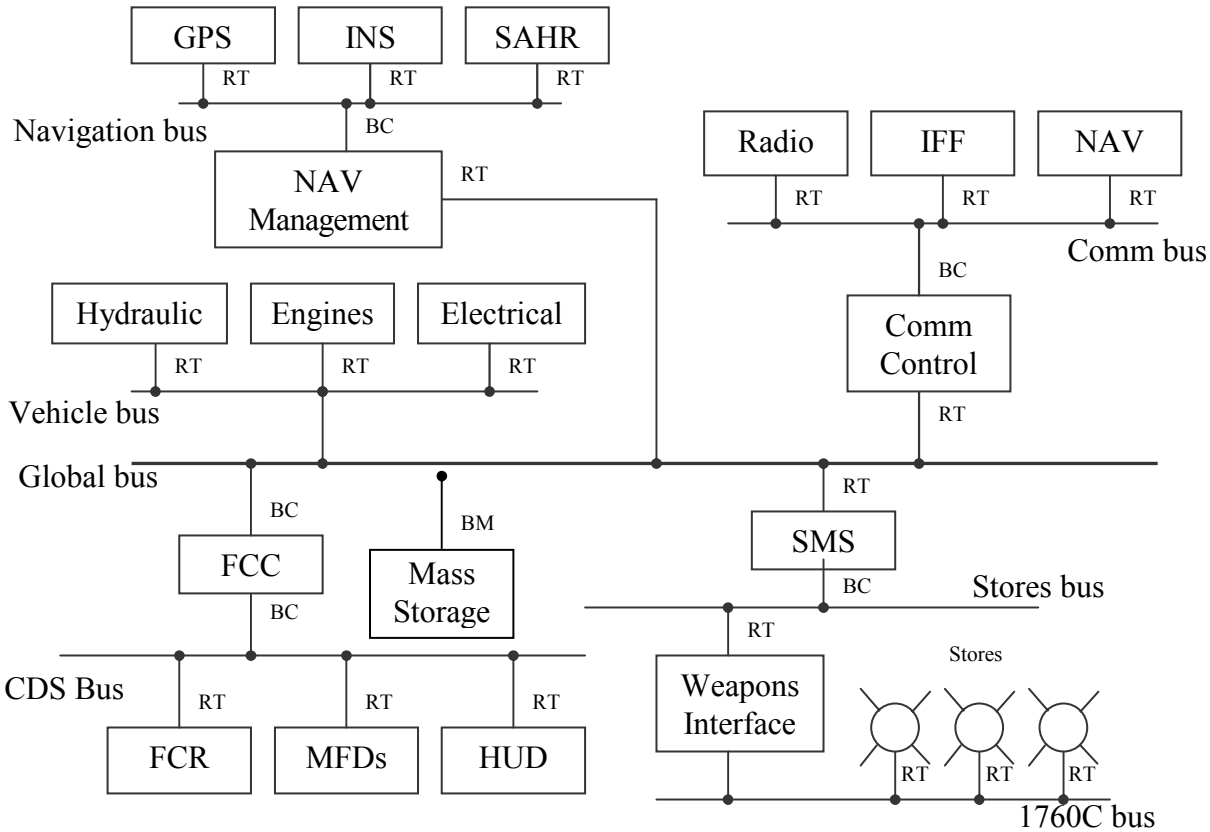 GPS
INS
SAHR
RT
RT
RT
Navigation bus
BC
NAV
Management
RT
Radio
IFF
NAV
RT
RT
RT
Comm bus
BC
Comm
Control
RT
Hydraulic
Engines
Electrical
RT
RT
RT
Vehicle bus
Global bus
BC
FCC
BC
BM
Mass
Storage
RT
SMS
BC
Stores bus
RT
Weapons
Interface
Stores
RT
RT
RT
1760C bus
CDS Bus
RT
RT
RT
FCR
MFDs
HUD